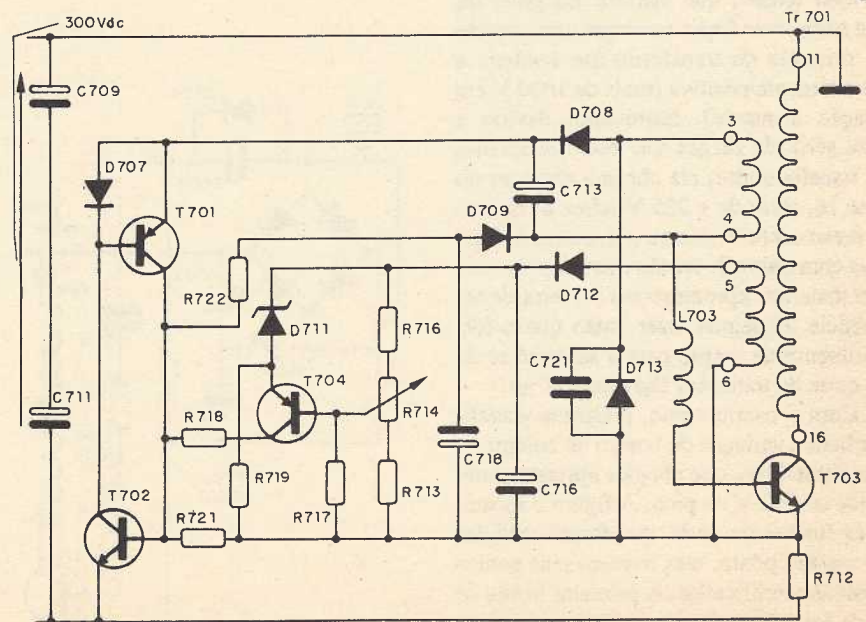 300Vdc
Tr 701
11
C709
D708
3
D707
C713
T701
D709
4
5
R722
D712
D711
R716
L703
T704
C721
D713
6
C711
R714
16
R718
C718
T703
R719
C716
T702
R721
R717
R713
R712